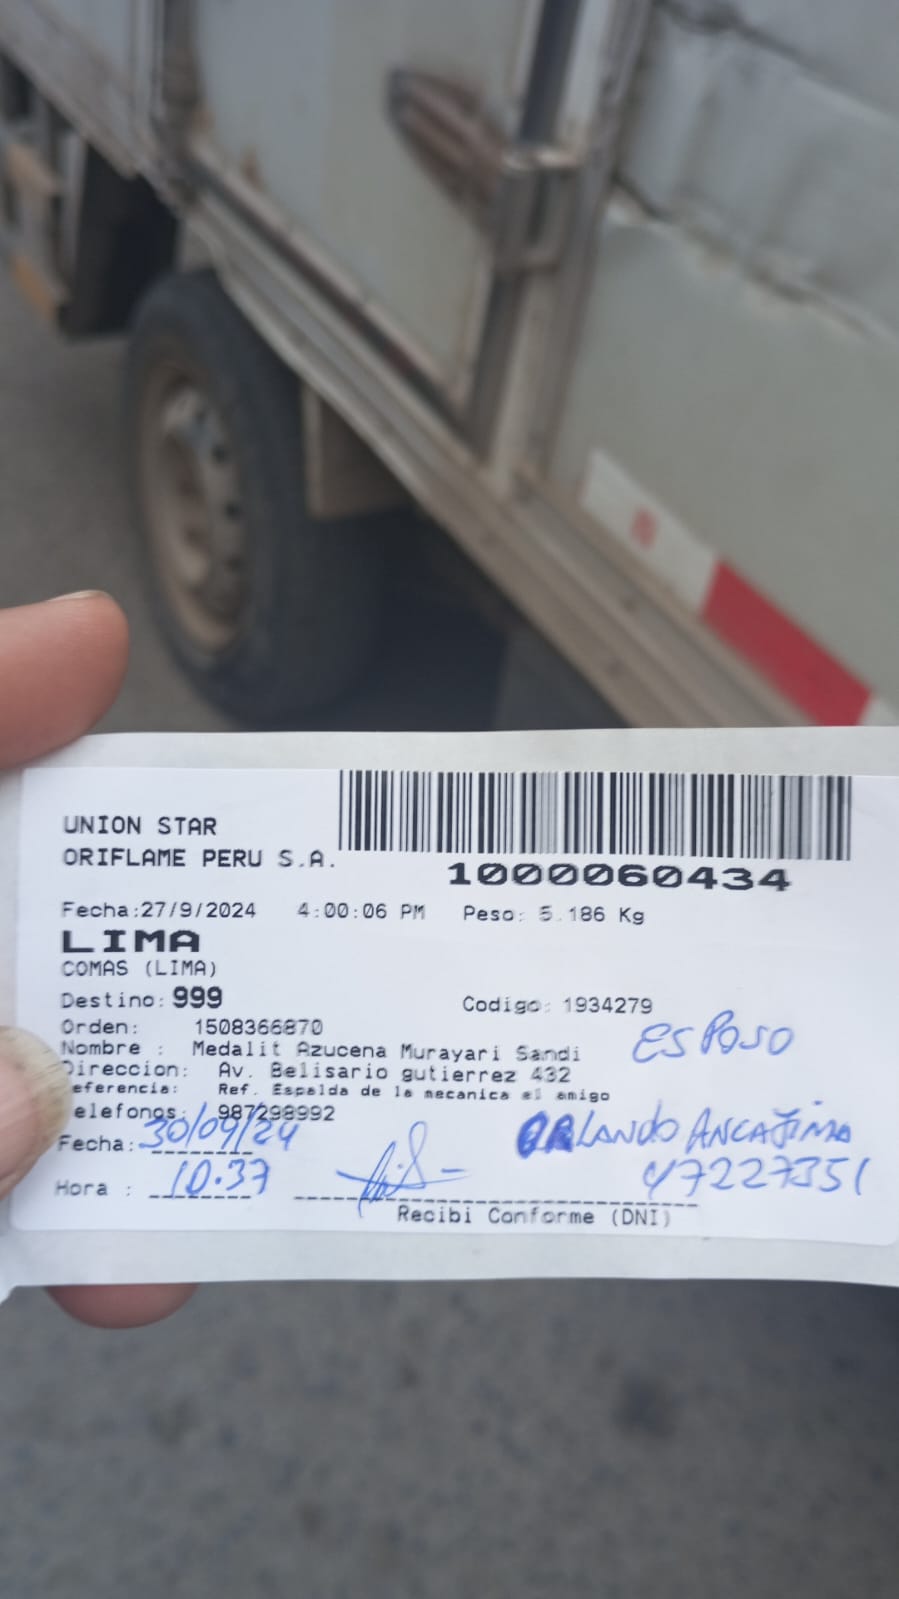 UNION STAR
ORIFLAME PERU S.A.
1000060434
Fecha:27/9/2024 4:00:06 PM Peso: 5.186 Kg
LIMA
COMAS (LIMA)
Destino: 999 Codigo: 1934279
Orden: 1508366870
Nombre : Medalit Azucena Murayari Sandi
ESPOSO
Direccion: Av. Belisario gutierrez 432
eferencia: Ref. Espalda de la mecanica el amigo
elefonos: 987298992
Fecha: 30/09/24
ORLANDO ANCAJIMA
Hora : 10:37
47227351
Recibi Conforme (DNI)